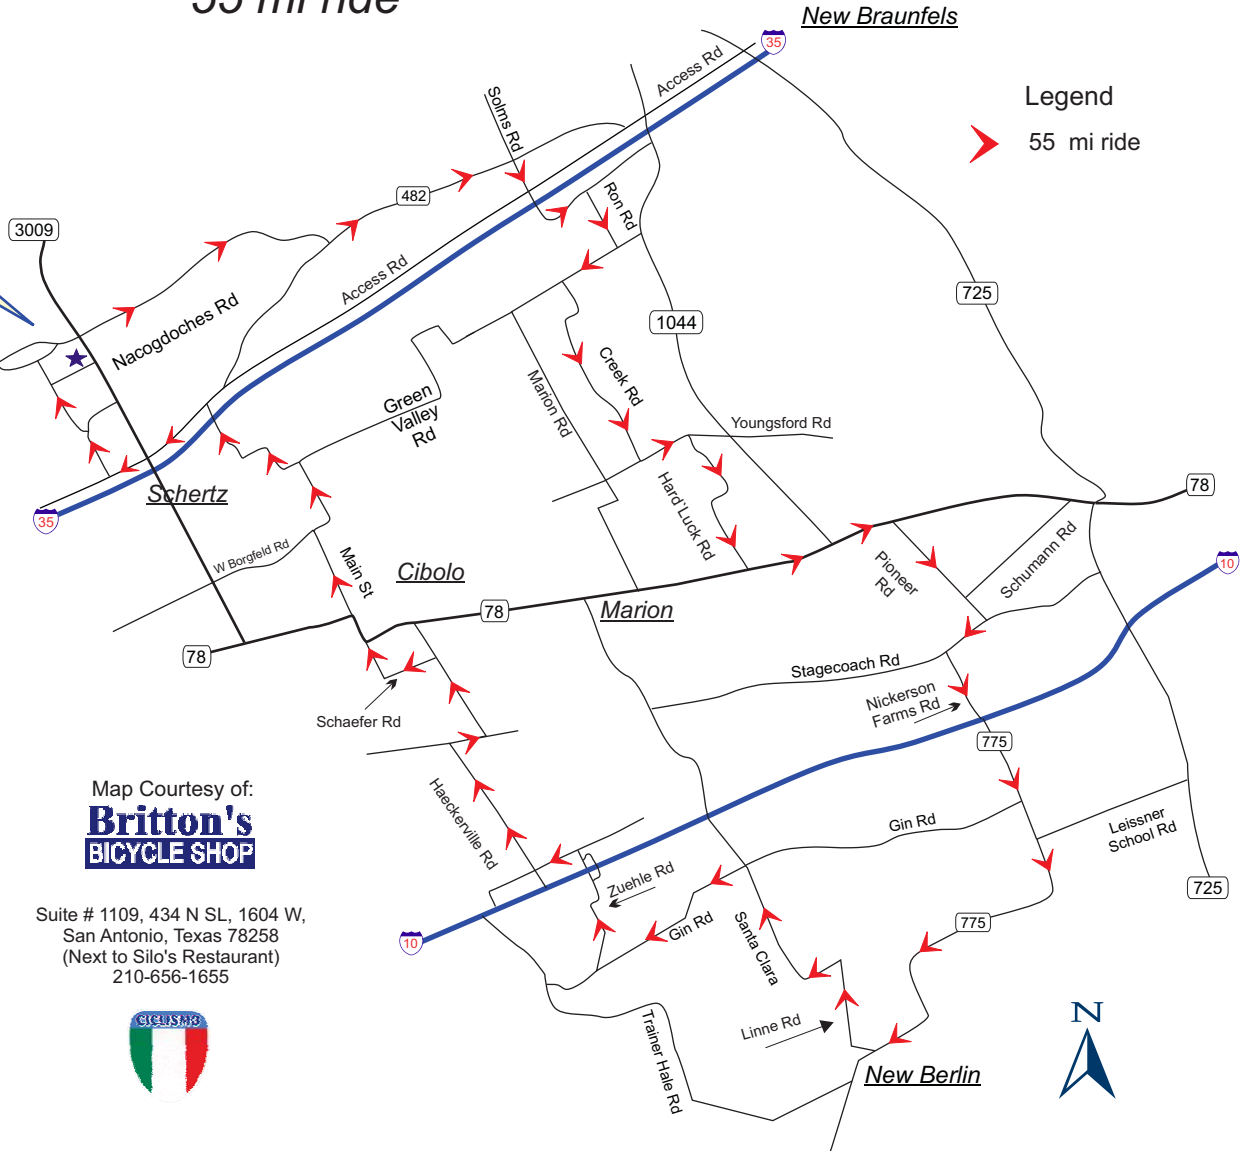 55 mi ride
New Braunfels
35
Access Rd
Solms Rd
Legend
55 mi ride
482
Ron Rd
3009
Access Rd
725
Nacogdoches Rd
1044
Creek Rd
Marion Rd
Green
Valley
Rd
Youngsford Rd
Hard'Luck Rd
78
Schertz
35
W Borgfeld Rd
Main St
Cibolo
Pioneer
Rd
Schumann Rd
10
78
Marion
78
Stagecoach Rd
Nickerson
Farms Rd
Schaefer Rd
775
Map Courtesy of:
Britton's
BICYCLE SHOP
Haeckerville Rd
Gin Rd
Leissner
School Rd
Zuehle Rd
725
Suite # 1109, 434 N SL, 1604 W,
San Antonio, Texas 78258
(Next to Silo's Restaurant)
210-656-1655
10
Gin Rd
Santa Clara
775
CICLISMO
Linne Rd
Trainer Hale Rd
New Berlin
N